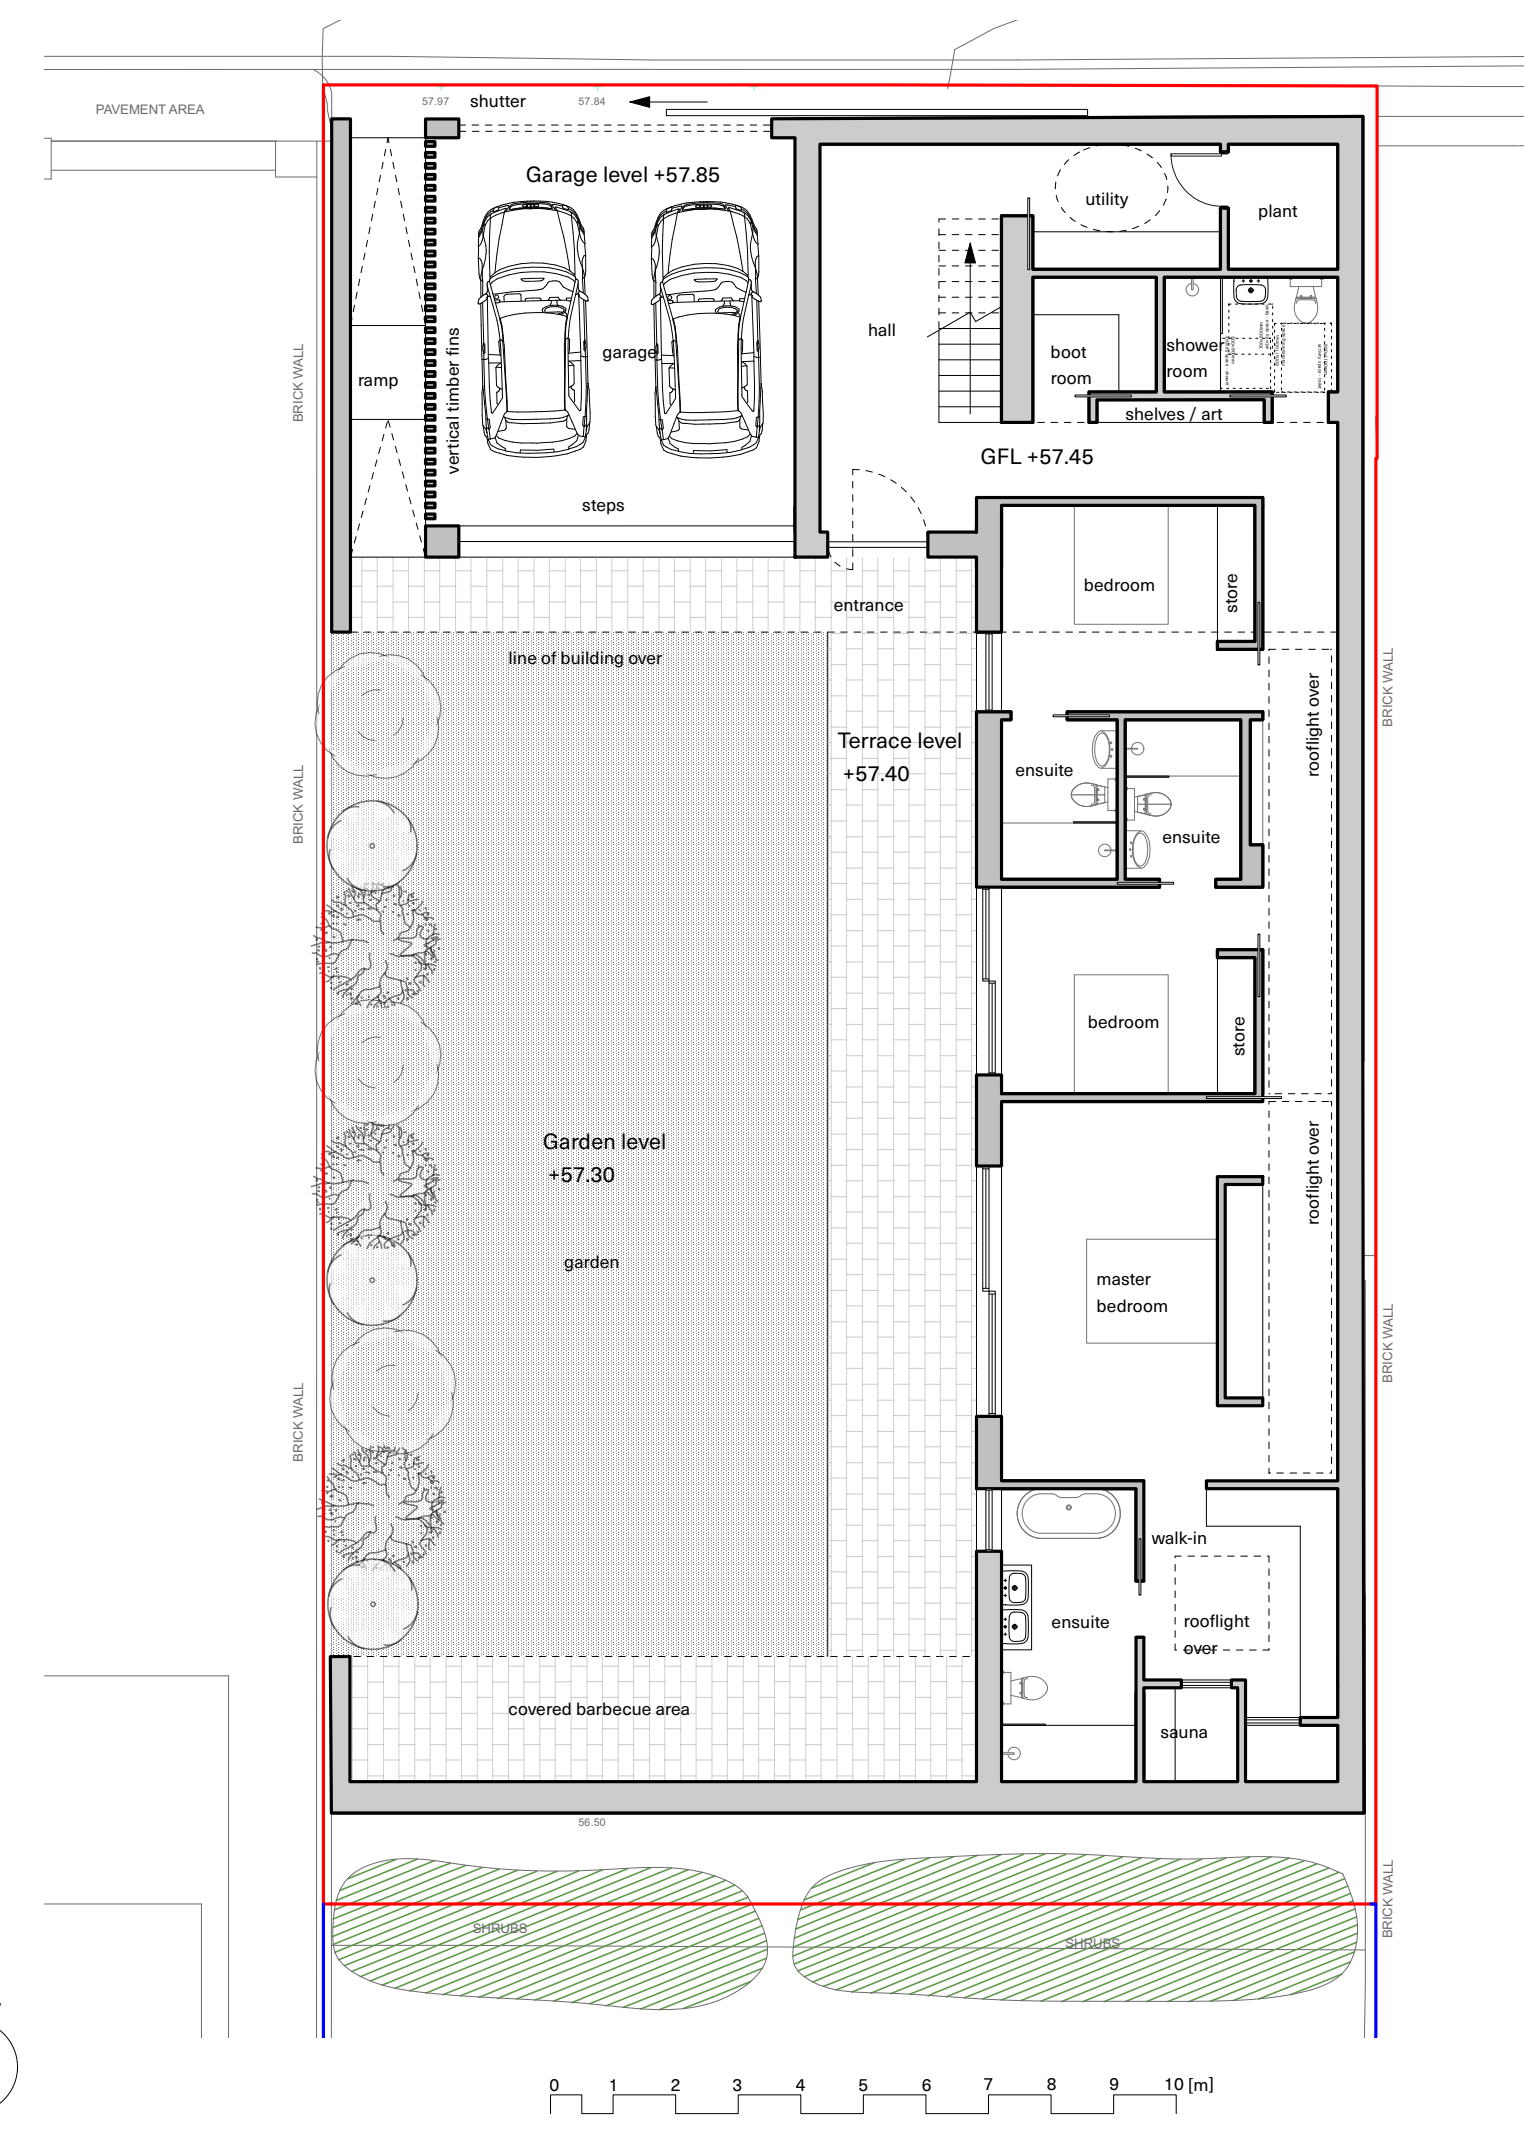 PAVEMENT AREA
57.97
shutter
57.84
Garage level +57.85
utility
plant
hall
garage
vertical timber fins
ramp
BRICK WALL
boot
room
shower
room
shelves / art
GFL +57.45
steps
entrance
bedroom
store
line of building over
BRICK WALL
rooflight over
Terrace level
+57.40
ensuite
BRICK WALL
ensuite
bedroom
store
Garden level
+57.30
rooflight over
garden
master
bedroom
BRICK WALL
BRICK WALL
walk-in
ensuite
rooflight
over
covered barbecue area
sauna
56.50
BRICK WALL
SHRUBS
SHRUBS
0 1 2 3 4 5 6 7 8 9 10 [m]